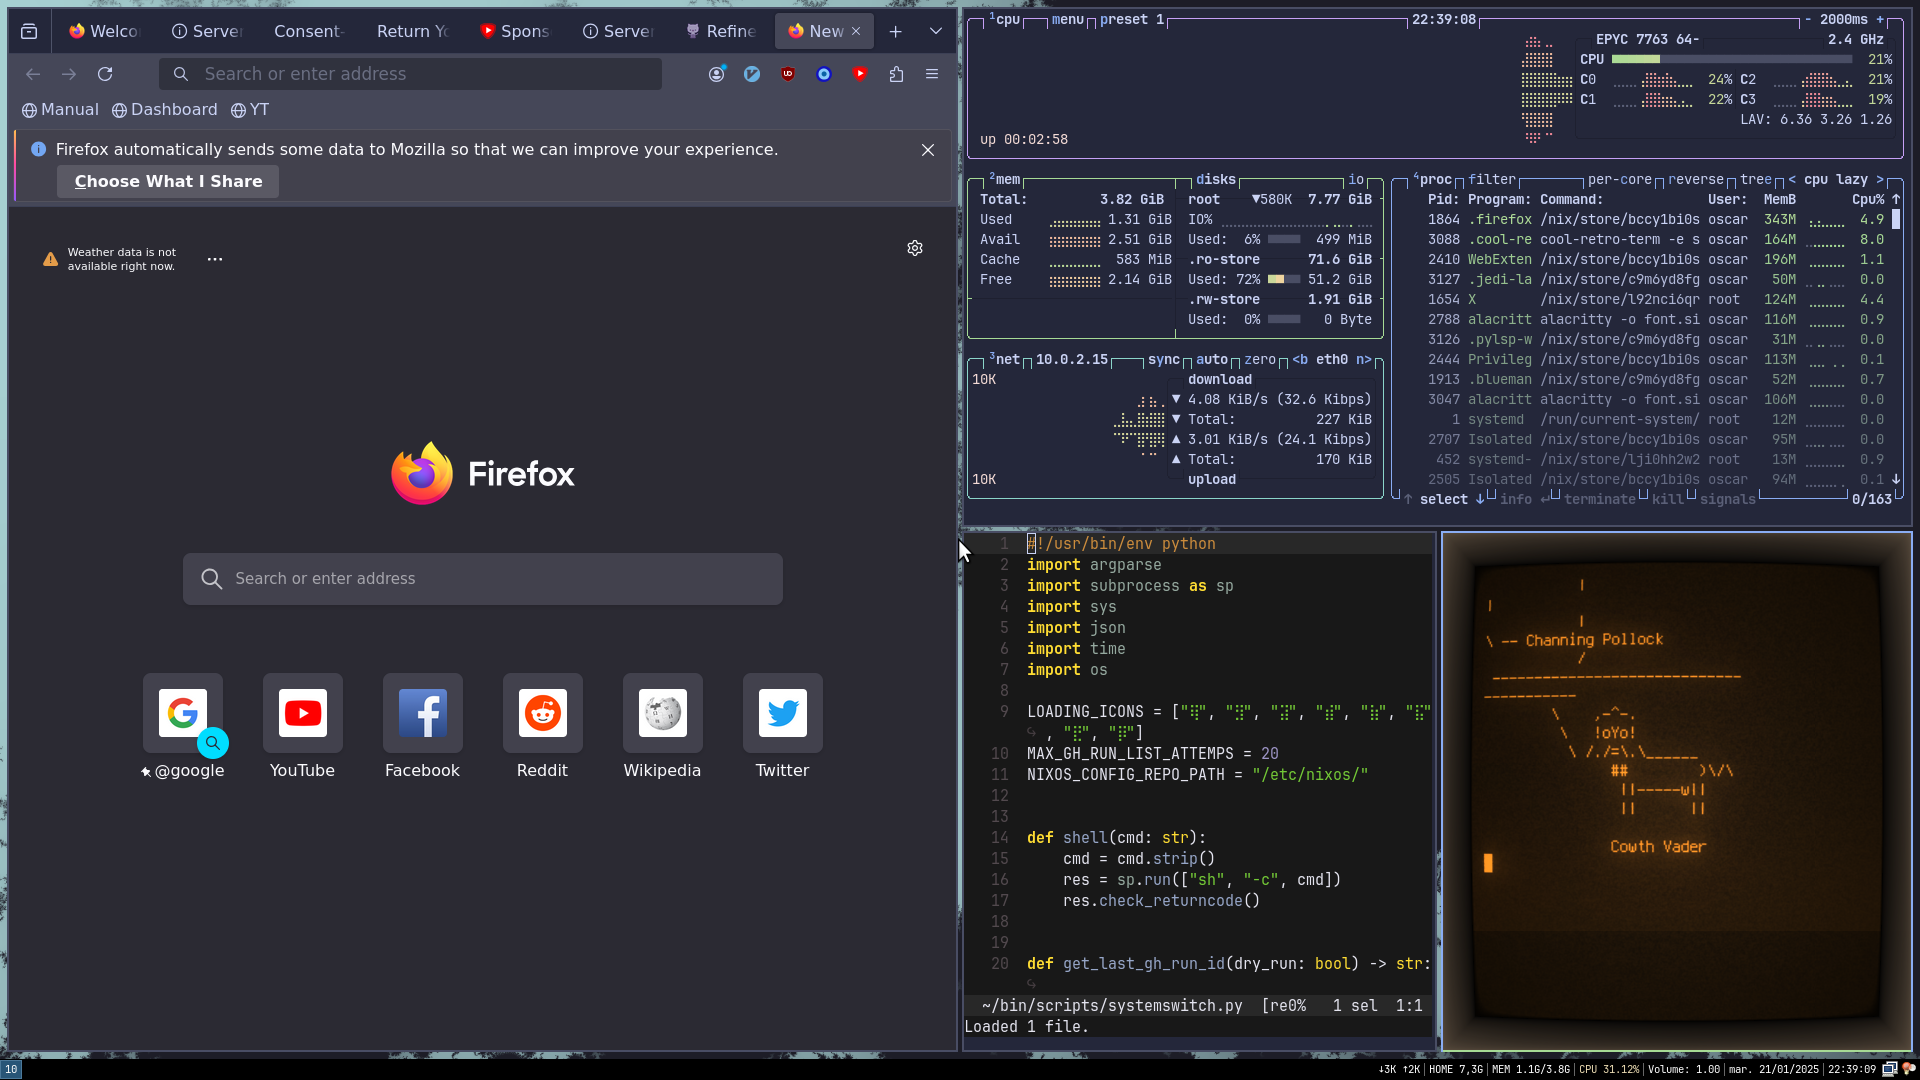 Welco
Server
Consent-
Return Yo
Spons
Server
Refine
New
Search or enter address
Manual
Dashboard
YT
Firefox automatically sends some data to Mozilla so that we can improve your experience.
Choose What I Share
Weather data is not
available right now.
Firefox
Search or enter address
@google
YouTube
Facebook
Reddit
Wikipedia
Twitter
1cpu menu preset 1 22:39:08 - 2000ms +
EPYC 7763 64- 2.4 GHz
CPU 21%
C0 24% C2 21%
C1 22% C3 19%
LAV: 6.36 3.26 1.26
up 00:02:58
2mem disks io
Total: 3.82 GiB root ▼580K 7.77 GiB
Used 1.31 GiB IO%
Avail 2.51 GiB Used: 6% 499 MiB
Cache 583 MiB .ro-store 71.6 GiB
Free 2.14 GiB Used: 72% 51.2 GiB
.rw-store 1.91 GiB
Used: 0% 0 Byte
3net 10.0.2.15 sync auto zero <b eth0 n>
10K download
▼ 4.08 KiB/s (32.6 Kibps)
▼ Total: 227 KiB
▲ 3.01 KiB/s (24.1 Kibps)
▲ Total: 170 KiB
10K upload
4proc filter per-core reverse tree < cpu lazy >
Pid: Program: Command: User: MemB Cpu% ↑
1864 .firefox /nix/store/bccy1bi0s oscar 343M 4.9
3088 .cool-re cool-retro-term -e s oscar 164M 8.0
2410 WebExten /nix/store/bccy1bi0s oscar 196M 1.1
3127 .jedi-la /nix/store/c9m6yd8fg oscar 50M 0.0
1654 X /nix/store/l92nci6qr root 124M 4.4
2788 alacritt alacritty -o font.si oscar 116M 0.9
3126 .pylsp-w /nix/store/c9m6yd8fg oscar 31M 0.0
2444 Privileg /nix/store/bccy1bi0s oscar 113M 0.1
1913 .blueman /nix/store/c9m6yd8fg oscar 52M 0.7
3047 alacritt alacritty -o font.si oscar 106M 0.0
1 systemd /run/current-system/ root 12M 0.0
2707 Isolated /nix/store/bccy1bi0s oscar 95M 0.0
452 systemd- /nix/store/lji0hh2w2 root 13M 0.9
2505 Isolated /nix/store/bccy1bi0s oscar 94M 0.1 ↓
↑ select ↓ info ↵ terminate kill signals 0/163
1 #!/usr/bin/env python
2 import argparse
3 import subprocess as sp
4 import sys
5 import json
6 import time
7 import os
8
9 LOADING_ICONS = ["⢿", "⣻", "⣽", "⣾", "⣷", "⣯"
↪ , "⣟", "⡿"]
10 MAX_GH_RUN_LIST_ATTEMPS = 20
11 NIXOS_CONFIG_REPO_PATH = "/etc/nixos/"
12
13
14 def shell(cmd: str):
15 cmd = cmd.strip()
16 res = sp.run(["sh", "-c", cmd])
17 res.check_returncode()
18
19
20 def get_last_gh_run_id(dry_run: bool) -> str:
↪
~/bin/scripts/systemswitch.py [re0% 1 sel 1:1
Loaded 1 file.
|
|
|
\ -- Channing Pollock
/
----------------------------
-----------
\ ,-^-.
\ !oYo!
\ /./=\.\______
## )\/\
||-----w||
|| ||
Cowth Vader
10
↓3K ↑2K | HOME 7,3G | MEM 1.1G/3.8G | CPU 31.12% | Volume: 1.00 | mar. 21/01/2025 | 22:39:09